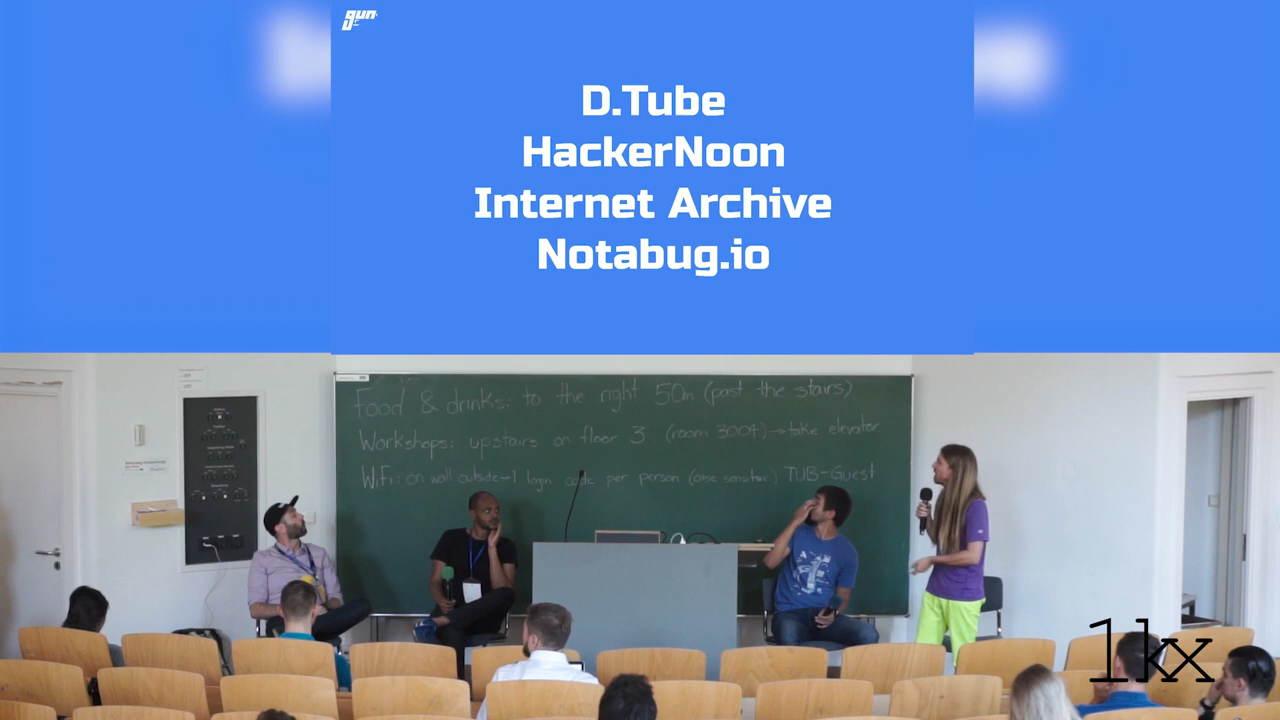 gun
D.Tube
HackerNoon
Internet Archive
Notabug.io
Food & drinks: to the right 50m (past the stairs)
Workshops: upstairs on floor 3 (room 3004) → take elevator
WiFi: on wall outside → 1 login code per person (case sensitive) TUB-Guest
1kx